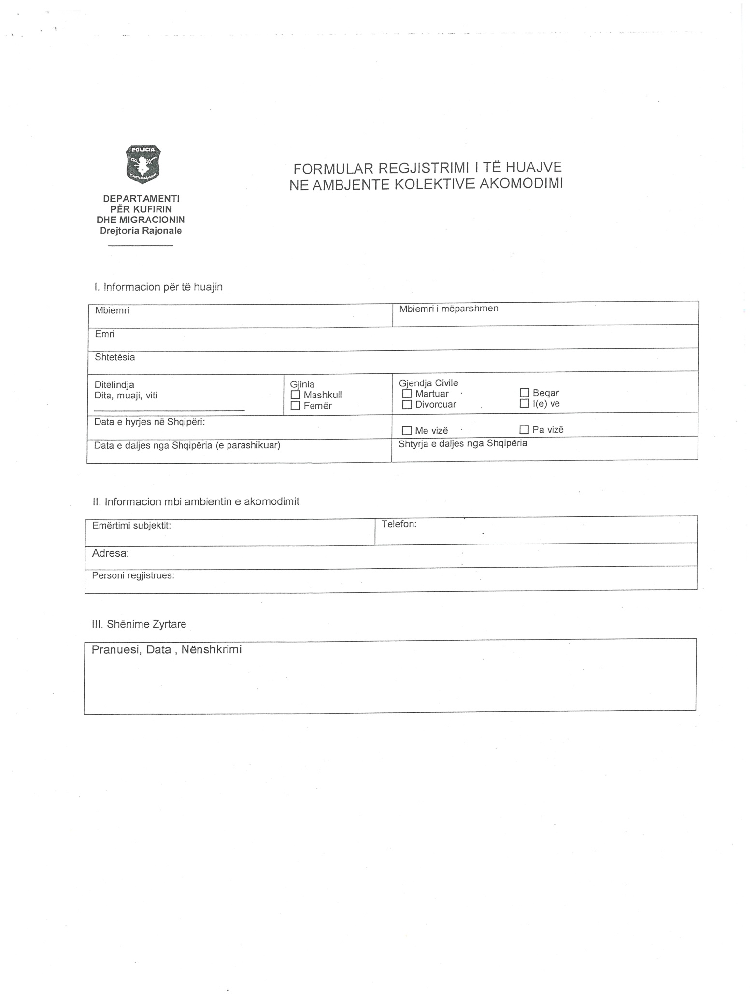 POLICIA
DEPARTAMENTI
PËR KUFIRIN
DHE MIGRACIONIN
Drejtoria Rajonale
FORMULAR REGJISTRIMI I TË HUAJVE
NE AMBJENTE KOLEKTIVE AKOMODIMI
I. Informacion për të huajin
Mbiemri
Mbiemri i mëparshmen
Emri
Shtetësia
Ditëlindja
Dita, muaji, viti
Gjinia
Mashkull
Femër
Gjendja Civile
Martuar
Beqar
Divorcuar
I(e) ve
Data e hyrjes në Shqipëri:
Me vizë
Pa vizë
Data e daljes nga Shqipëria (e parashikuar)
Shtyrja e daljes nga Shqipëria
II. Informacion mbi ambientin e akomodimit
Emërtimi subjektit:
Telefon:
Adresa:
Personi regjistrues:
III. Shënime Zyrtare
Pranuesi, Data , Nënshkrimi